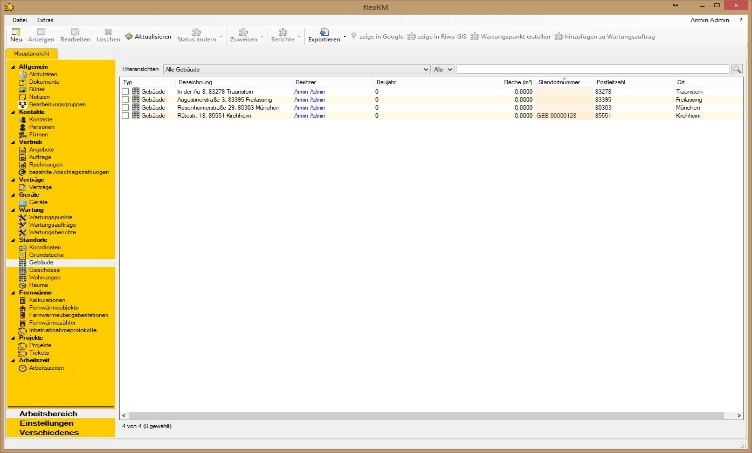 flexKM
Datei Extras Armin Admin ?
Neu Anzeigen Bearbeiten Löschen Aktualisieren Status ändern Zuweisen Berichte Exportieren zeige in Google zeige in Riwa-GIS Wartungspunkt erstellen hinzufügen zu Wartungsauftrag
Hauptansicht
Filteransichten Alle Gebäude Alle
Typ Bezeichnung Besitzer Baujahr Fläche (m²) Standortnummer Postleitzahl Ort
Gebäude In der Au 8, 83278 Traunstein Armin Admin 0 0,0000 83278 Traunstein
Gebäude Augustinerstraße 3, 83395 Freilassing Armin Admin 0 0,0000 83395 Freilassing
Gebäude Rosenheimerstraße 29, 80303 München Armin Admin 0 0,0000 80303 München
Gebäude 18, 85551 Kirchheim Armin Admin 0 0,0000 GEB-00000128 85551 Kirchheim
Allgemein
Aktivitäten
Dokumente
Bilder
Notizen
Bearbeitungsgruppen
Kontakte
Kontakte
Personen
Firmen
Vertrieb
Angebote
Aufträge
Rechnungen
bezahlte Abschlagszahlungen
Verträge
Verträge
Geräte
Geräte
Wartung
Wartungspunkte
Wartungsaufträge
Wartungsberichte
Standorte
Koordinaten
Grundstücke
Gebäude
Geschosse
Wohnungen
Räume
Fernwärme
Kalkulationen
Fernwärmeobjekte
Fernwärmeübergabestationen
Fernwärmezähler
Inbetriebnahmeprotokolle
Projekte
Projekte
Tickets
Arbeitszeit
Arbeitszeiten
Arbeitsbereich
Einstellungen
Verschiedenes
4 von 4 (0 gewählt)